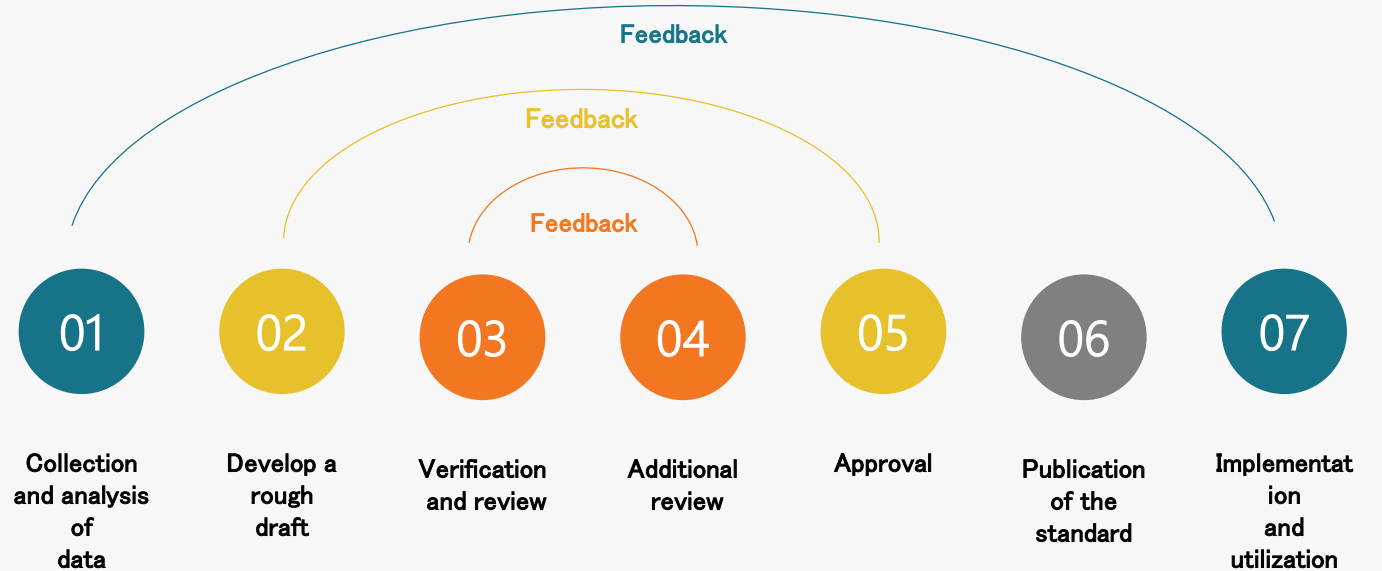 Feedback
Feedback
Feedback
01
02
03
04
05
06
07
Collection
and analysis
of
data
Develop a
rough
draft
Verification
and review
Additional
review
Approval
Publication
of the
standard
Implementat
ion
and
utilization